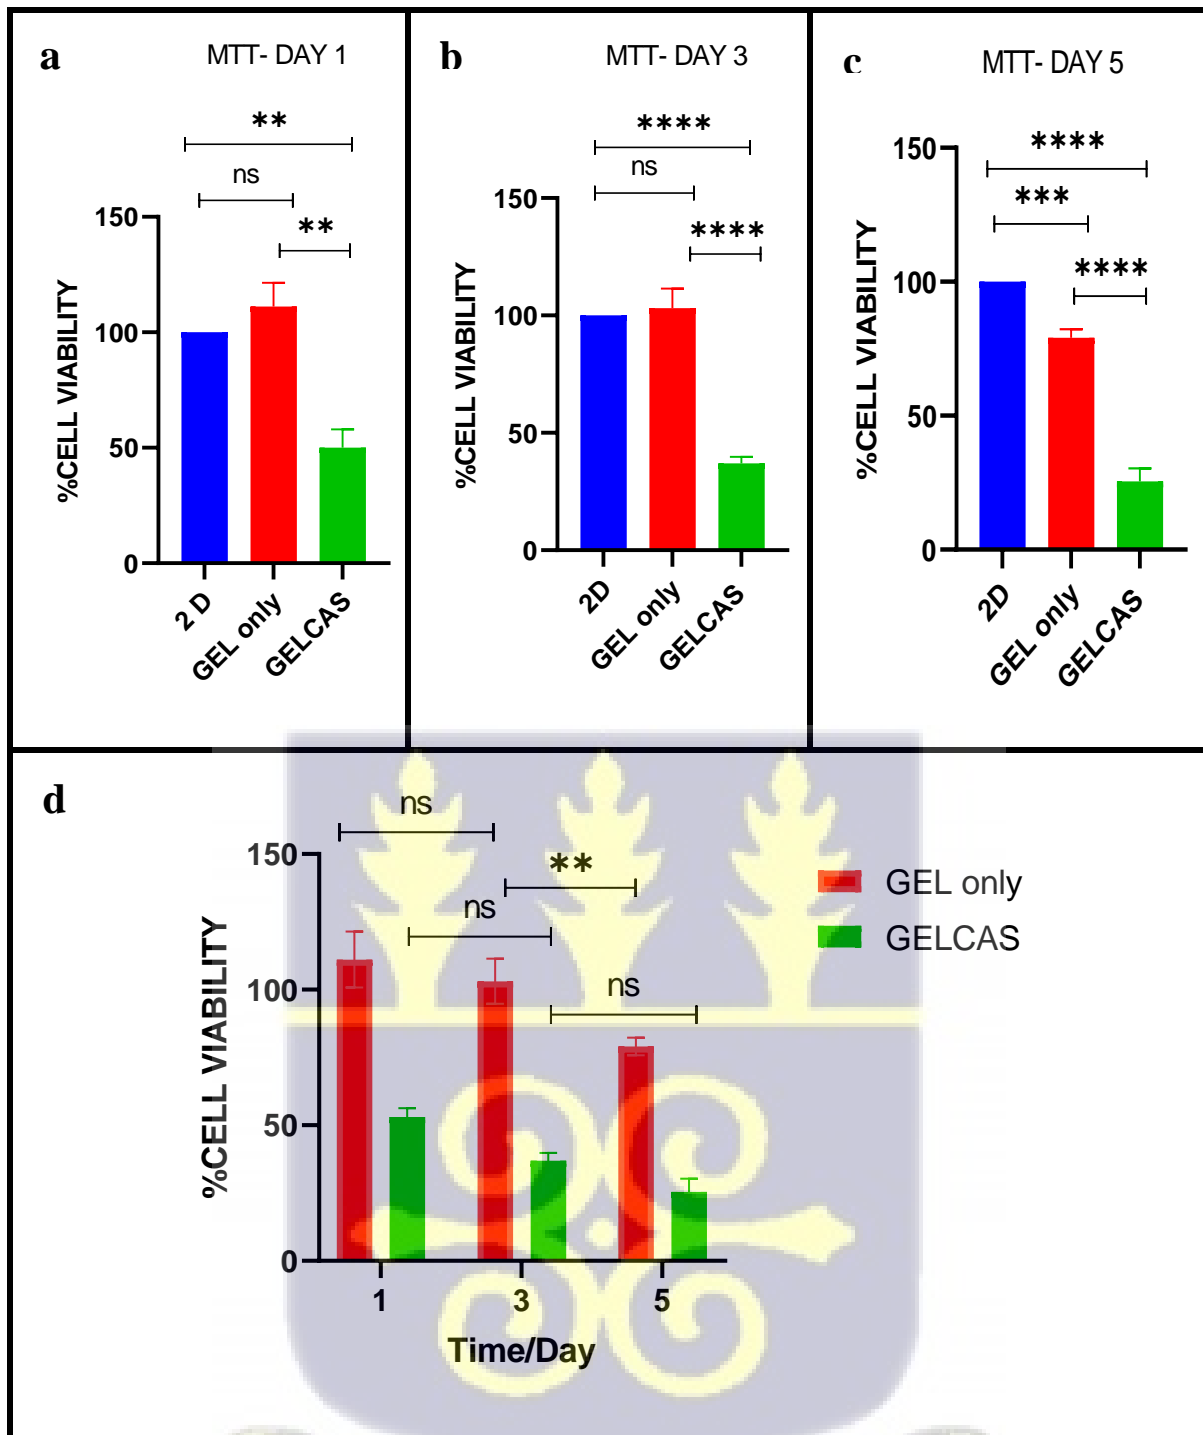 a
MTT- DAY 1
**
ns
**
150
100
50
0
%CELL VIABILITY
2 D
GEL only
GELCAS
b
MTT- DAY 3
****
ns
****
150
100
50
0
%CELL VIABILITY
2D
GEL only
GELCAS
c
MTT- DAY 5
****
***
****
150
100
50
0
%CELL VIABILITY
2D
GEL only
GELCAS
d
ns
**
ns
ns
150
100
50
0
%CELL VIABILITY
1 3 5
Time/Day
GEL only
GELCAS